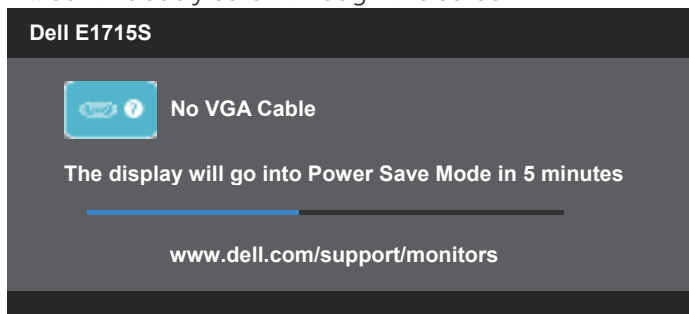 Dell E1715S
No VGA Cable
The display will go into Power Save Mode in 5 minutes
www.dell.com/support/monitors